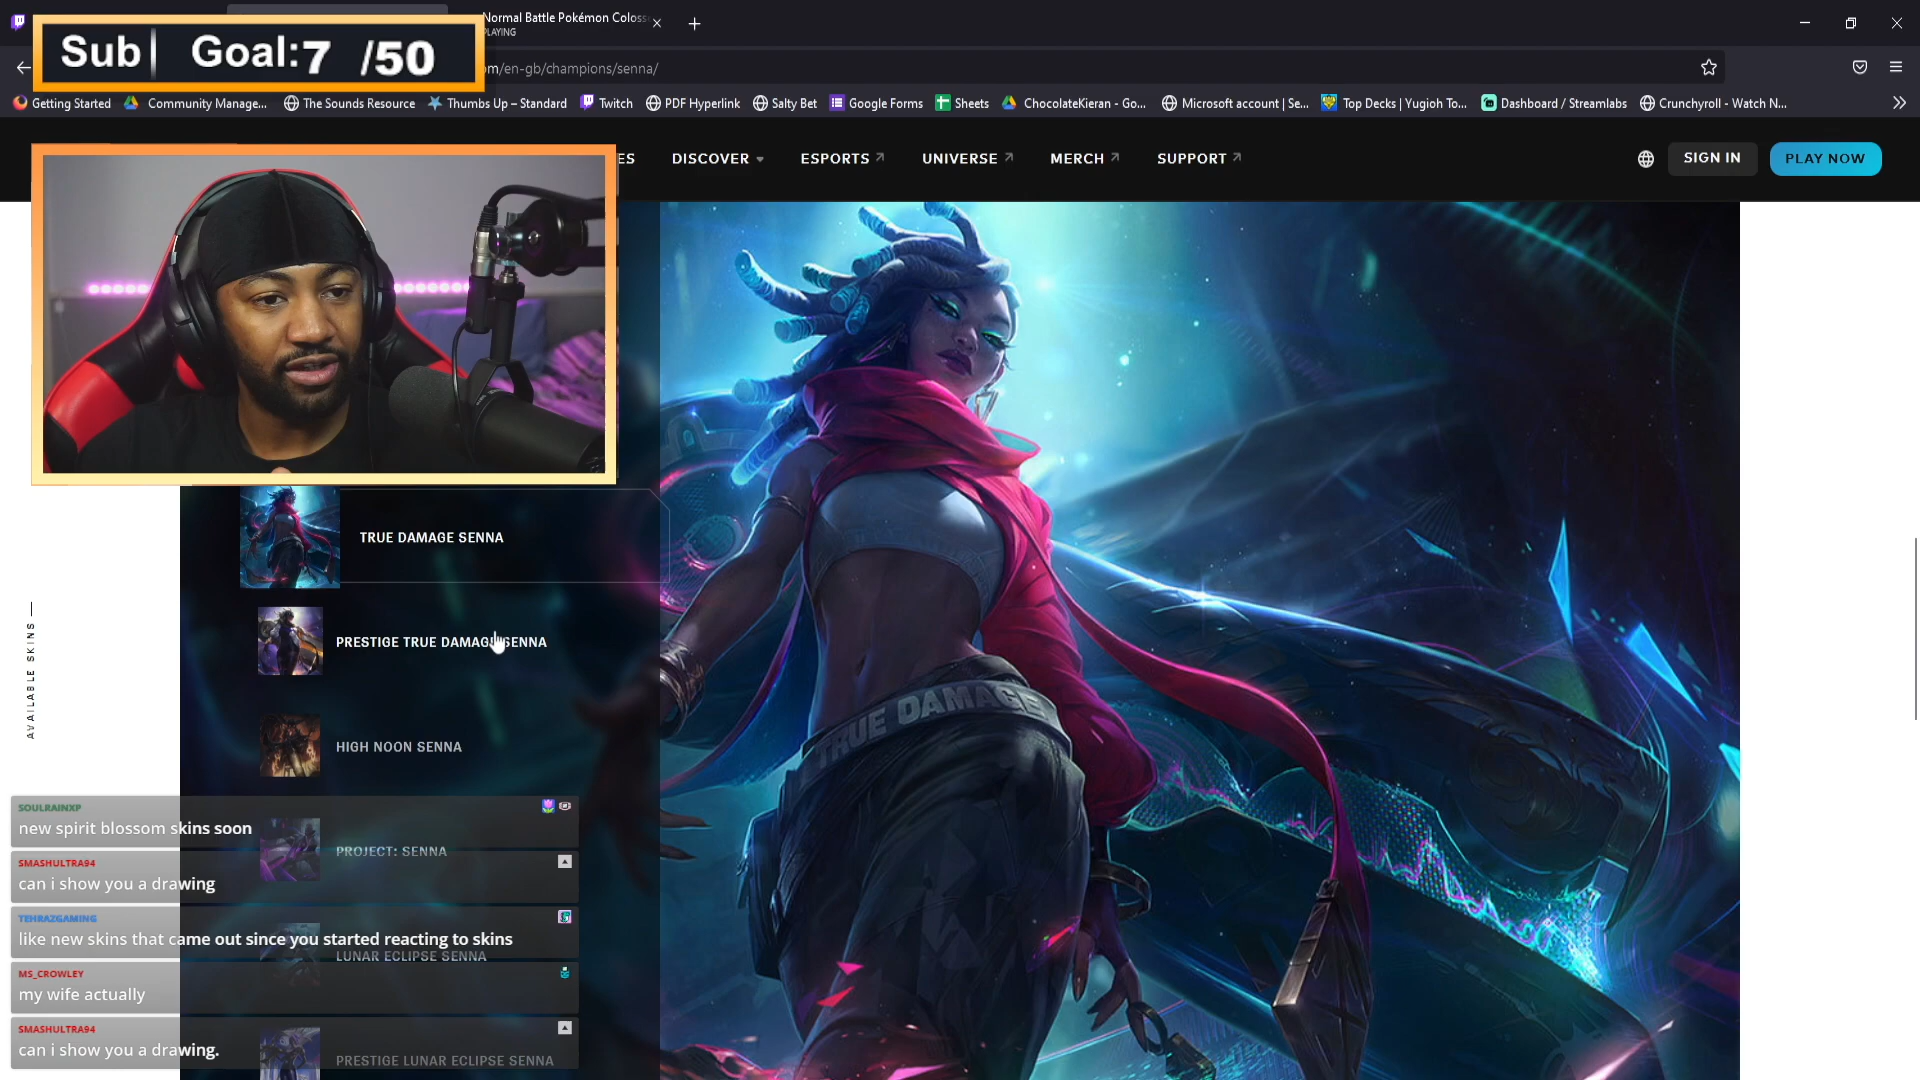 Normal Battle Pokémon Coloss
PLAYING
Sub Goal:7 /50
om/en-gb/champions/senna/
Getting Started Community Manage... The Sounds Resource Thumbs Up – Standard Twitch PDF Hyperlink Salty Bet Google Forms Sheets ChocolateKieran - Go... Microsoft account | Se... Top Decks | Yugioh To... Dashboard / Streamlabs Crunchyroll - Watch N...
ES DISCOVER ESPORTS UNIVERSE MERCH SUPPORT SIGN IN PLAY NOW
TRUE DAMAGE
TRUE DAMAGE SENNA
PRESTIGE TRUE DAMAGE SENNA
HIGH NOON SENNA
PROJECT: SENNA
LUNAR ECLIPSE SENNA
PRESTIGE LUNAR ECLIPSE SENNA
AVAILABLE SKINS
SOULRAINXP
new spirit blossom skins soon
SMASHULTRA94
can i show you a drawing
TEHRAZGAMING
like new skins that came out since you started reacting to skins
MS_CROWLEY
my wife actually
SMASHULTRA94
can i show you a drawing.